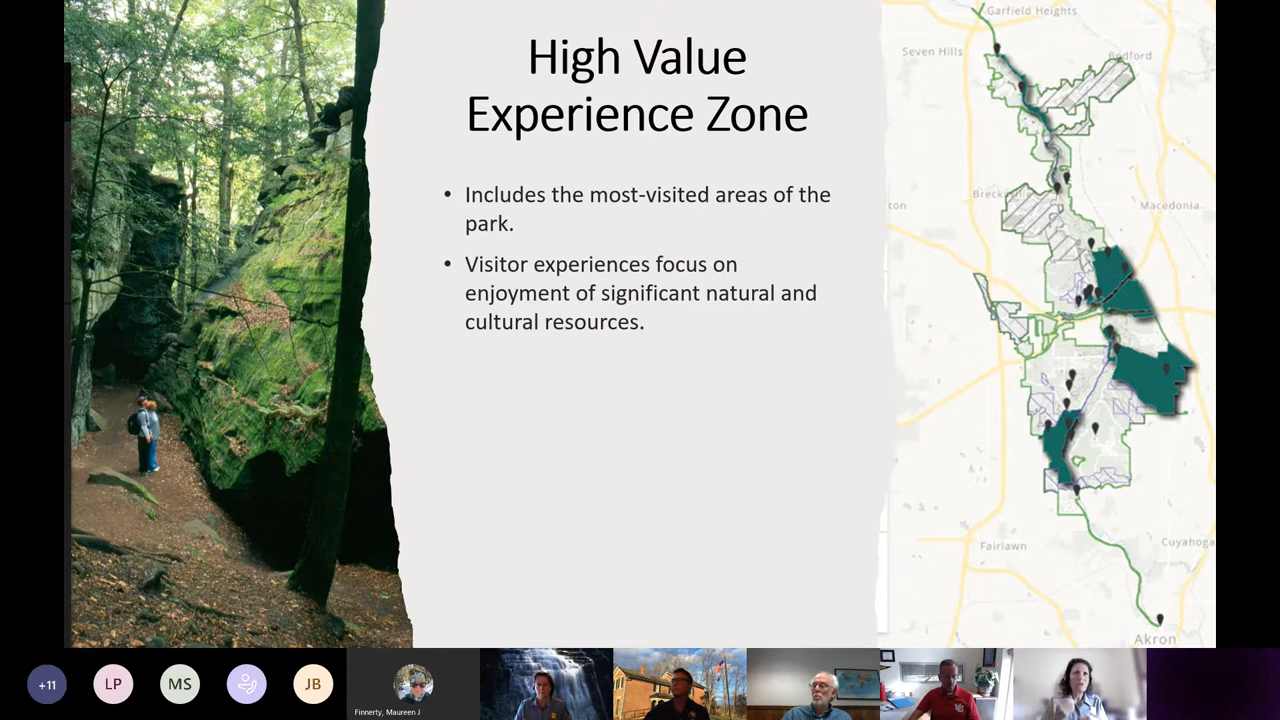 High Value
Experience Zone
• Includes the most-visited areas of the
park.
• Visitor experiences focus on
enjoyment of significant natural and
cultural resources.
Garfield Heights
Seven Hills
Bedford
Brecksville
ton
Macedonia
Fairlawn
Cuyahoga
Akron
+11
LP
MS
JB
Finnerty, Maureen J